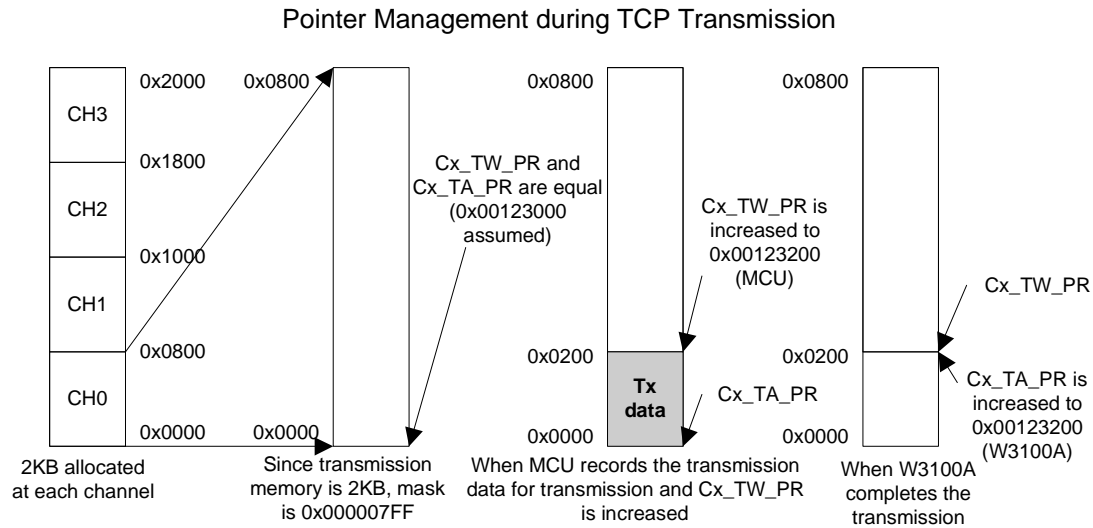 Pointer Management during TCP Transmission
0x2000
CH3
0x1800
CH2
0x1000
CH1
0x0800
CH0
0x0000
2KB allocated
at each channel
0x0800
Cx_TW_PR and
Cx_TA_PR are equal
(0x00123000
assumed)
0x0000
Since transmission
memory is 2KB, mask
is 0x000007FF
0x0800
Cx_TW_PR is
increased to
0x00123200
(MCU)
0x0200
Tx
data
Cx_TA_PR
0x0000
When MCU records the transmission
data for transmission and Cx_TW_PR
is increased
0x0800
Cx_TW_PR
0x0200
Cx_TA_PR is
increased to
0x00123200
(W3100A)
0x0000
When W3100A
completes the
transmission